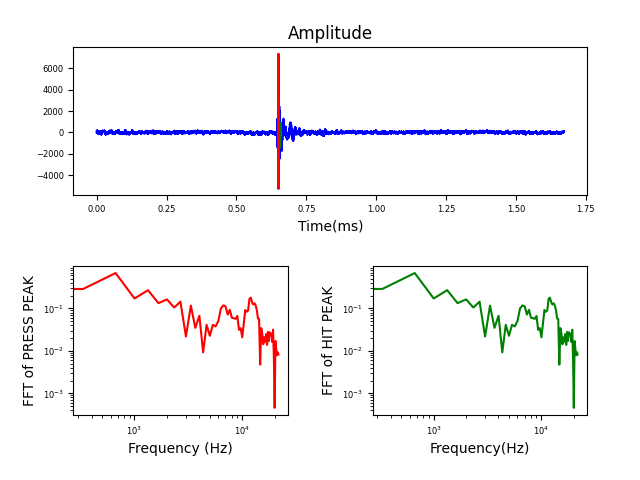 Amplitude
6000
4000
2000
0
−2000
−4000
0.00 0.25 0.50 0.75 1.00 1.25 1.50 1.75
Time(ms)
FFT of PRESS PEAK
10⁻¹
10⁻²
10⁻³
10³ 10⁴
Frequency (Hz)
FFT of HIT PEAK
10⁻¹
10⁻²
10⁻³
10³ 10⁴
Frequency(Hz)